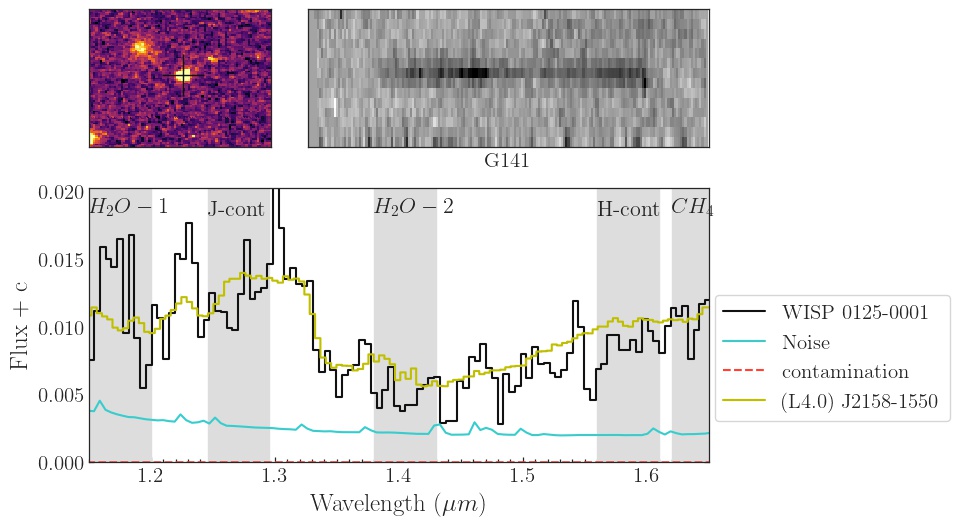 G141
H₂O − 1
J-cont
H₂O − 2
H-cont
CH₄
0.020
0.015
0.010
0.005
0.000
Flux + c
1.2
1.3
1.4
1.5
1.6
Wavelength (μm)
WISP 0125-0001
Noise
contamination
(L4.0) J2158-1550